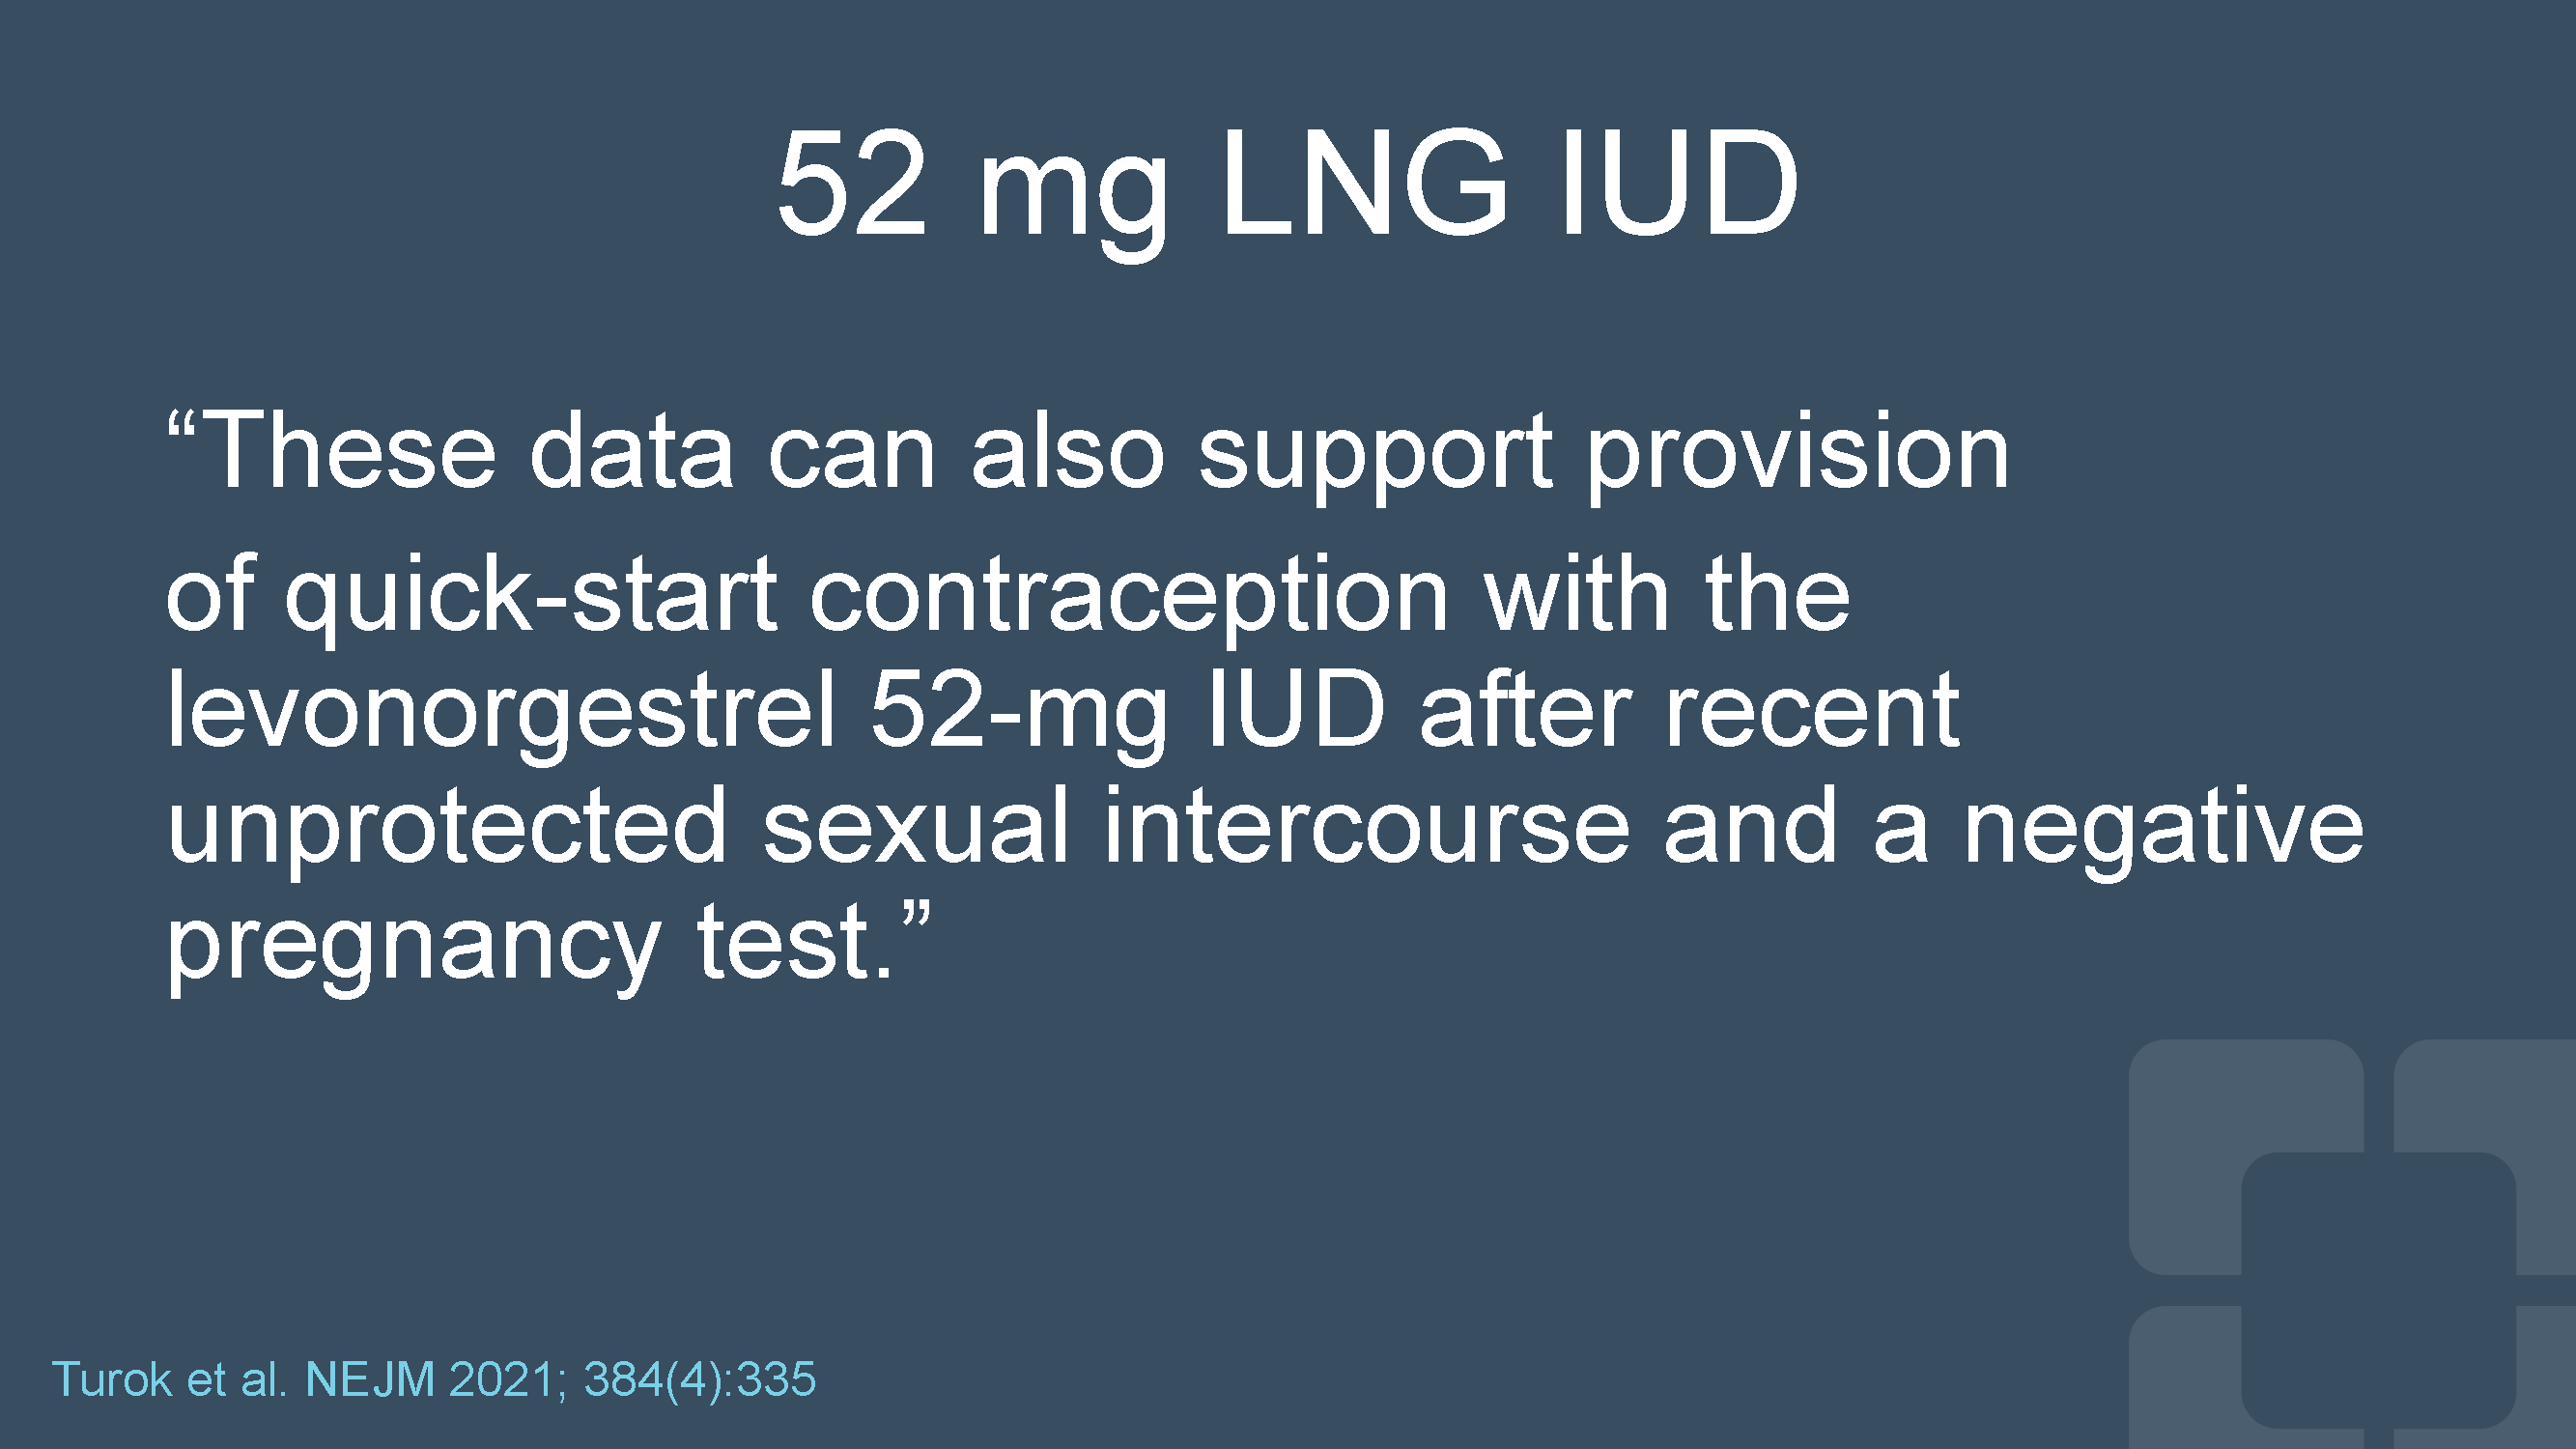 52 mg LNG IUD
“These data can also support provision
of quick-start contraception with the
levonorgestrel 52-mg IUD after recent
unprotected sexual intercourse and a negative
pregnancy test.”
Turok et al. NEJM 2021; 384(4):335